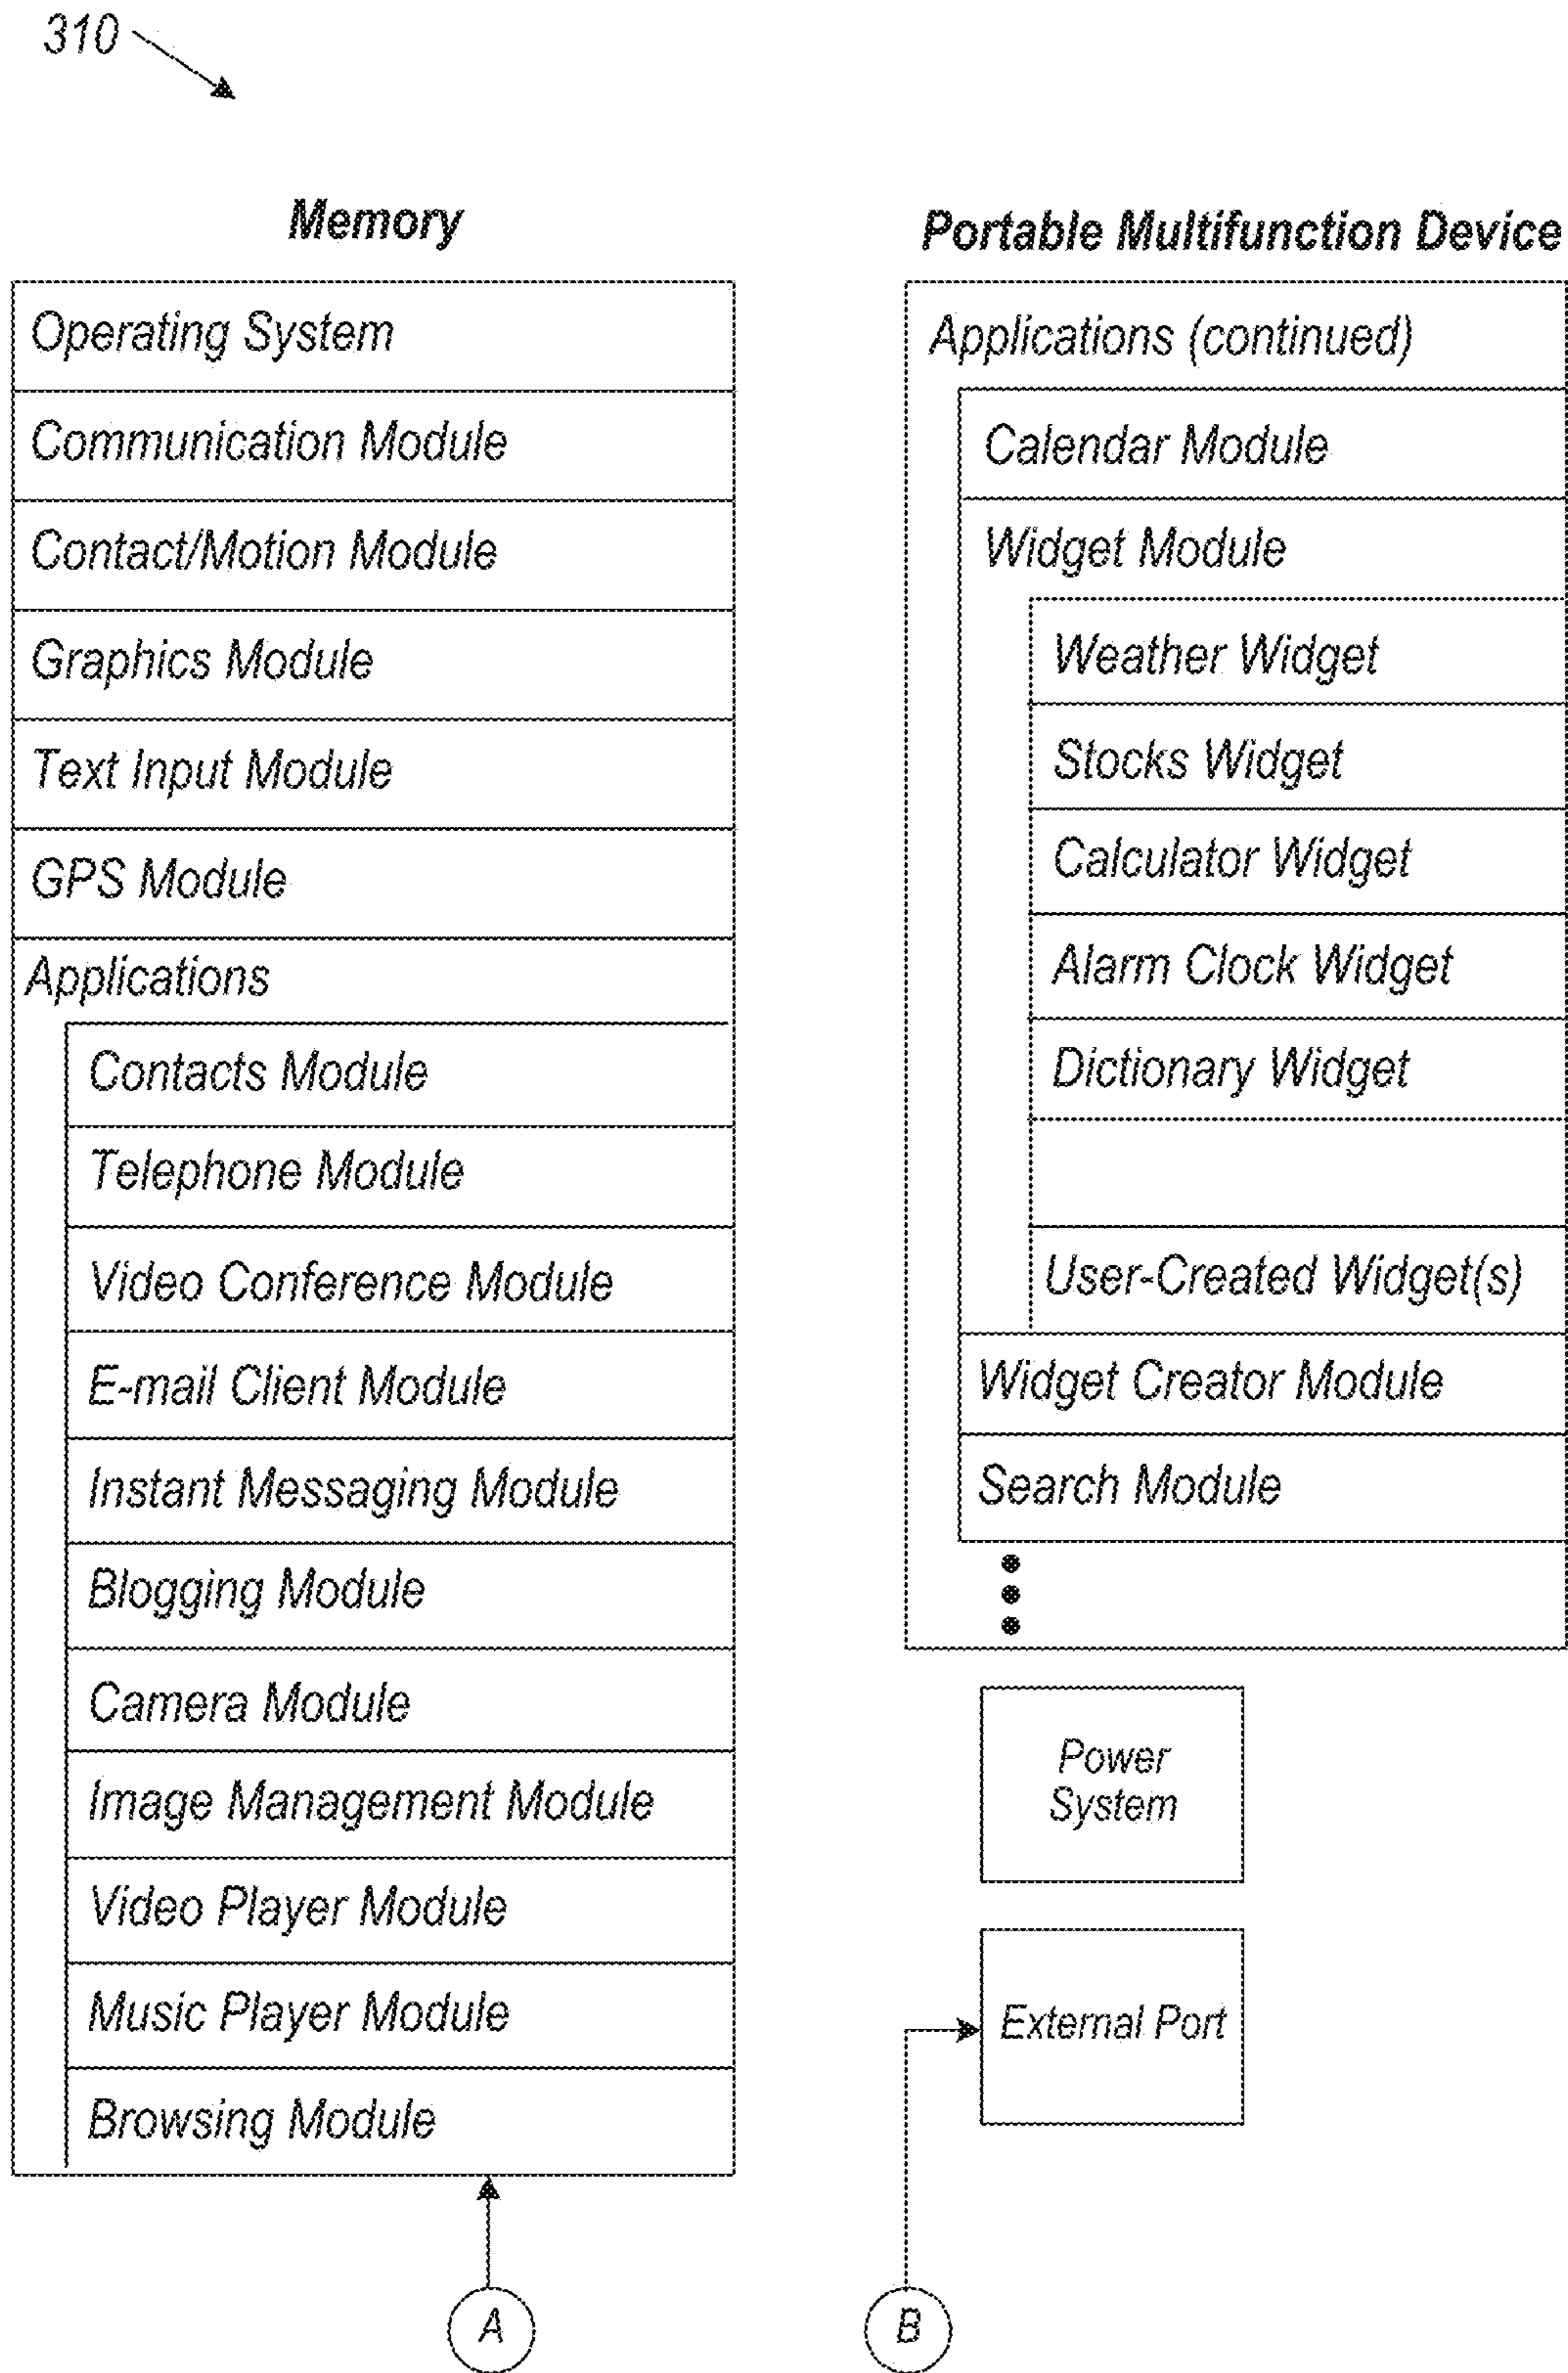 310
Memory
Operating System
Communication Module
Contact/Motion Module
Graphics Module
Text Input Module
GPS Module
Applications
Contacts Module
Telephone Module
Video Conference Module
E-mail Client Module
Instant Messaging Module
Blogging Module
Camera Module
Image Management Module
Video Player Module
Music Player Module
Browsing Module
A
Portable Multifunction Device
Applications (continued)
Calendar Module
Widget Module
Weather Widget
Stocks Widget
Calculator Widget
Alarm Clock Widget
Dictionary Widget
User-Created Widget(s)
Widget Creator Module
Search Module
Power
System
External Port
B